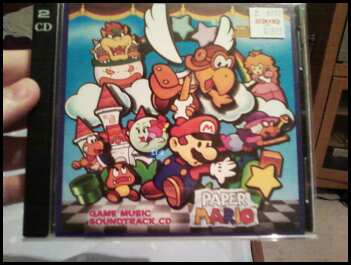 2
CD
M
PAPER
MARIO
GAME MUSIC
SOUNDTRACK CD